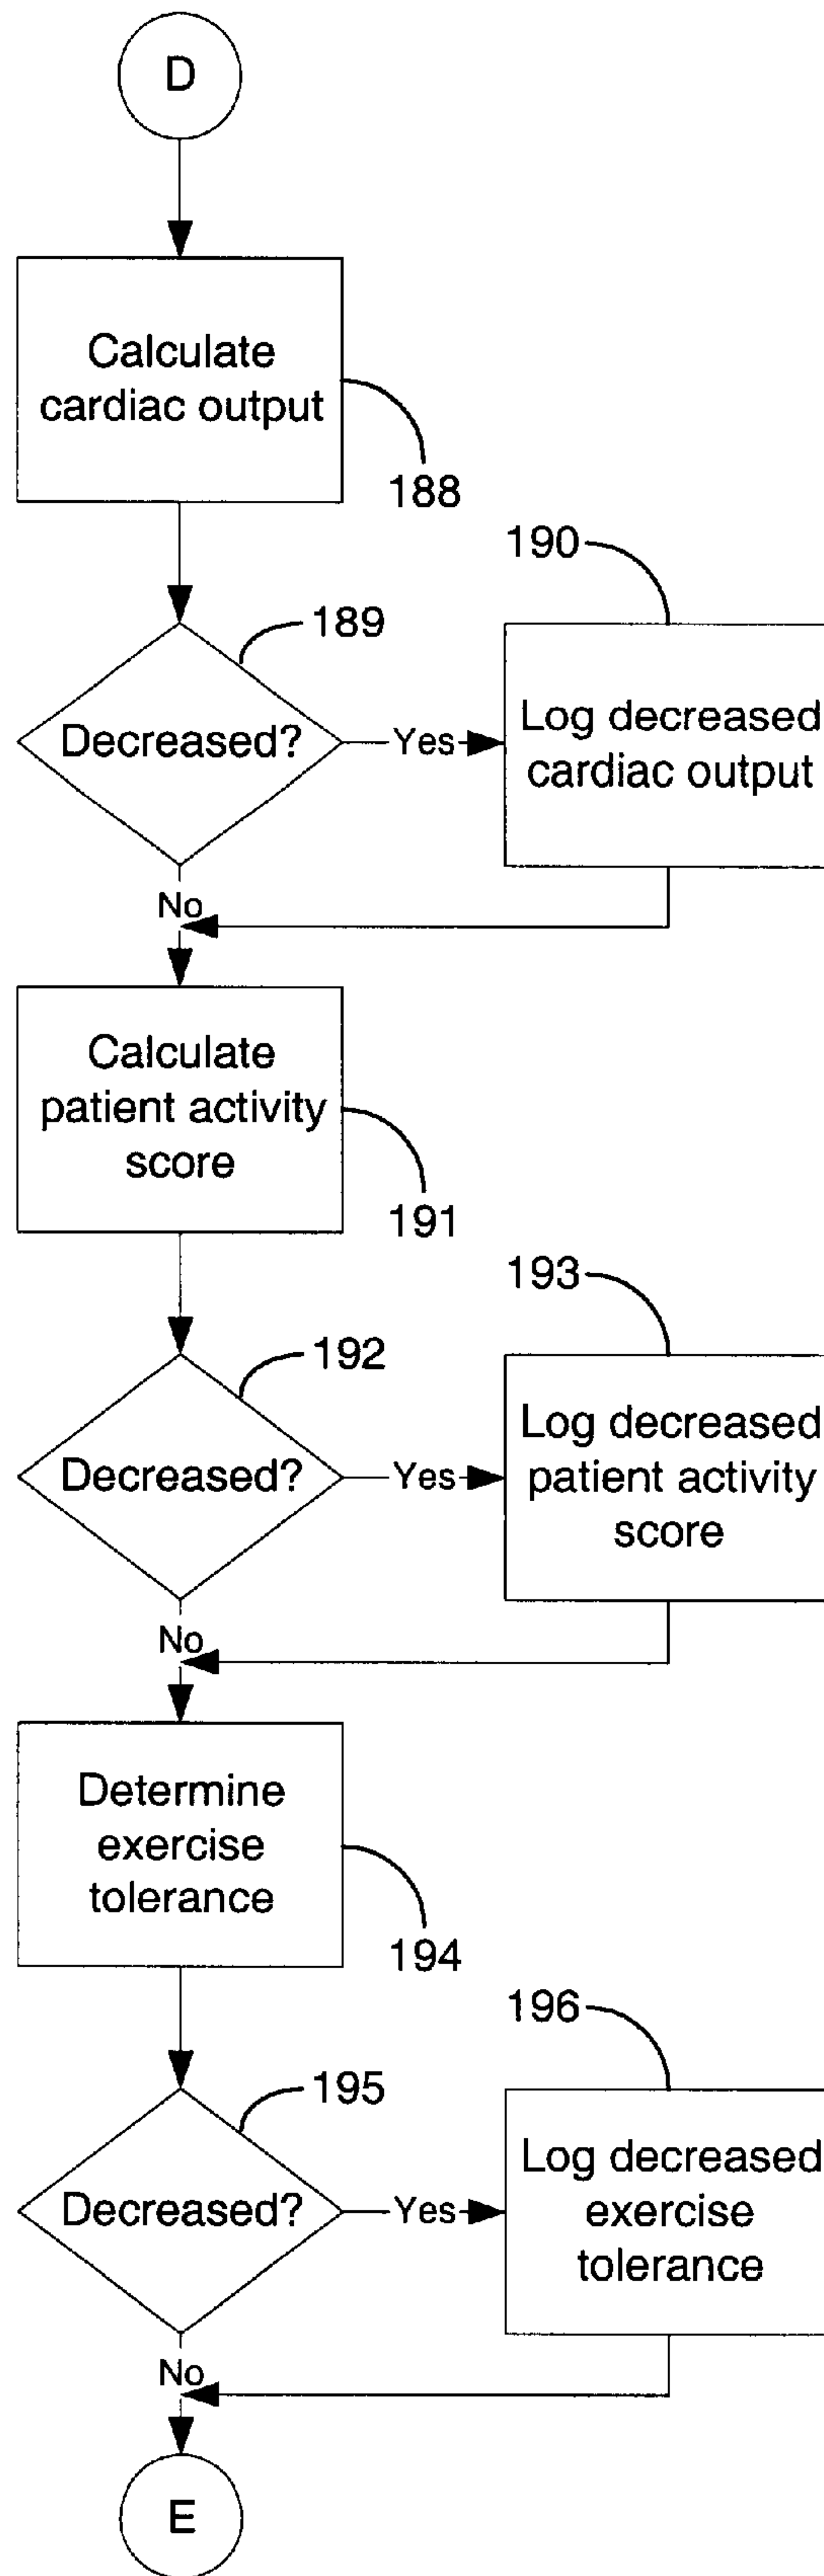 D
Calculate
cardiac output
188
190
189
Decreased?
Yes
Log decreased
cardiac output
No
Calculate
patient activity
score
191
193
192
Decreased?
Yes
Log decreased
patient activity
score
No
Determine
exercise
tolerance
194
196
195
Decreased?
Yes
Log decreased
exercise
tolerance
No
E